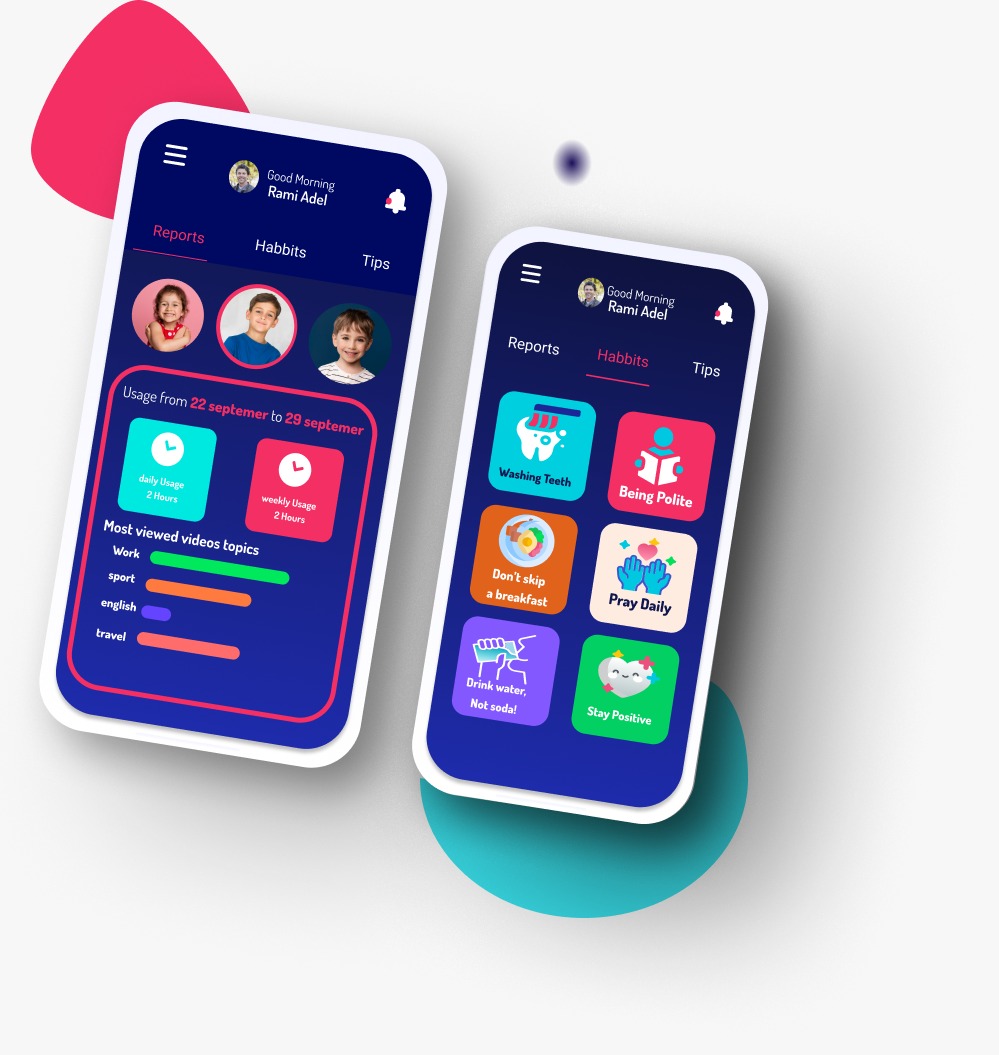 Good Morning
Rami Adel
Reports
Habbits
Tips
Usage from 22 septemer to 29 septemer
daily Usage
2 Hours
weekly Usage
2 Hours
Most viewed videos topics
Work
sport
english
travel
Good Morning
Rami Adel
Reports
Habbits
Tips
Washing Teeth
Being Polite
Don't skip
a breakfast
Pray Daily
Drink water,
Not soda!
Stay Positive